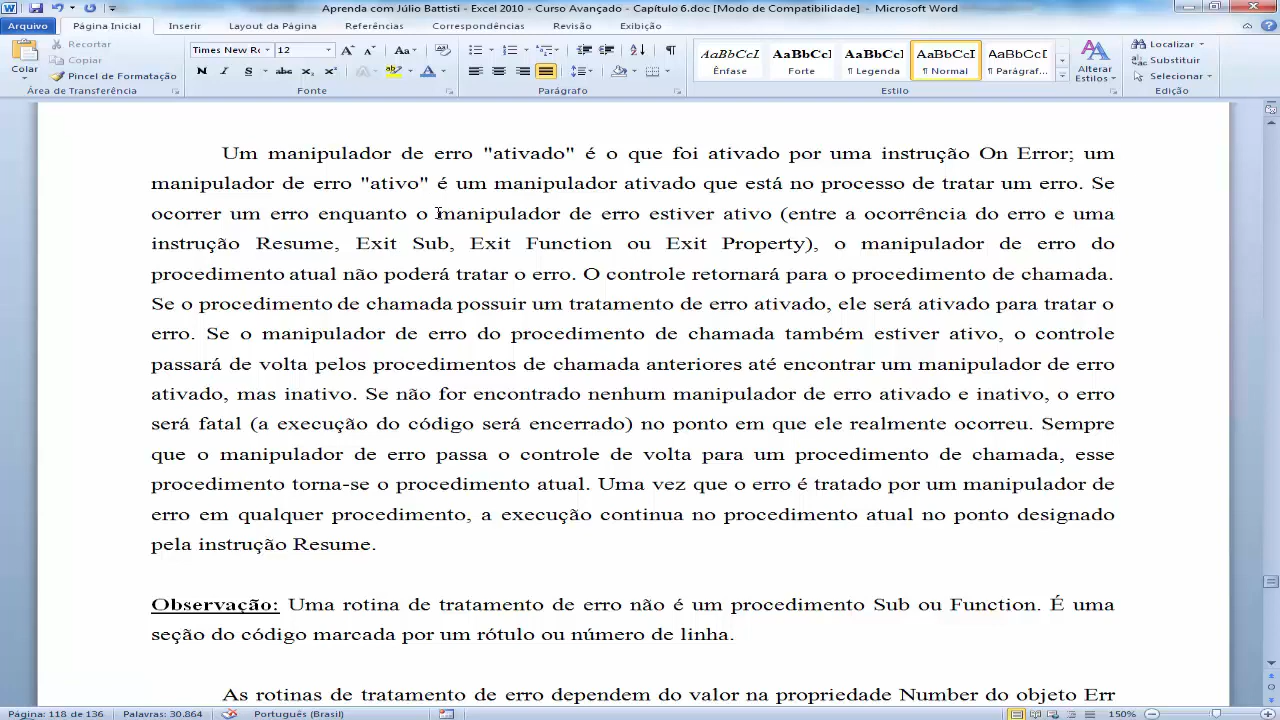 Aprenda com Júlio Battisti - Excel 2010 - Curso Avançado - Capítulo 6.doc [Modo de Compatibilidade] - Microsoft Word
Arquivo Página Inicial Inserir Layout da Página Referências Correspondências Revisão Exibição
Colar
Recortar
Copiar
Pincel de Formatação
Área de Transferência
Times New Ro 12
Fonte
Parágrafo
AaBbCcI AaBbCcI AaBbCcI AaBbCcI AaBbCcI
Ênfase Forte ¶ Legenda ¶ Normal ¶ Parágraf...
Alterar
Estilos
Estilo
Localizar
Substituir
Selecionar
Edição
Um manipulador de erro "ativado" é o que foi ativado por uma instrução On Error; um
manipulador de erro "ativo" é um manipulador ativado que está no processo de tratar um erro. Se
ocorrer um erro enquanto o manipulador de erro estiver ativo (entre a ocorrência do erro e uma
instrução Resume, Exit Sub, Exit Function ou Exit Property), o manipulador de erro do
procedimento atual não poderá tratar o erro. O controle retornará para o procedimento de chamada.
Se o procedimento de chamada possuir um tratamento de erro ativado, ele será ativado para tratar o
erro. Se o manipulador de erro do procedimento de chamada também estiver ativo, o controle
passará de volta pelos procedimentos de chamada anteriores até encontrar um manipulador de erro
ativado, mas inativo. Se não for encontrado nenhum manipulador de erro ativado e inativo, o erro
será fatal (a execução do código será encerrado) no ponto em que ele realmente ocorreu. Sempre
que o manipulador de erro passa o controle de volta para um procedimento de chamada, esse
procedimento torna-se o procedimento atual. Uma vez que o erro é tratado por um manipulador de
erro em qualquer procedimento, a execução continua no procedimento atual no ponto designado
pela instrução Resume.
Observação: Uma rotina de tratamento de erro não é um procedimento Sub ou Function. É uma
seção do código marcada por um rótulo ou número de linha.
As rotinas de tratamento de erro dependem do valor na propriedade Number do objeto Err
Página: 118 de 136 Palavras: 30.864 Português (Brasil) 150%